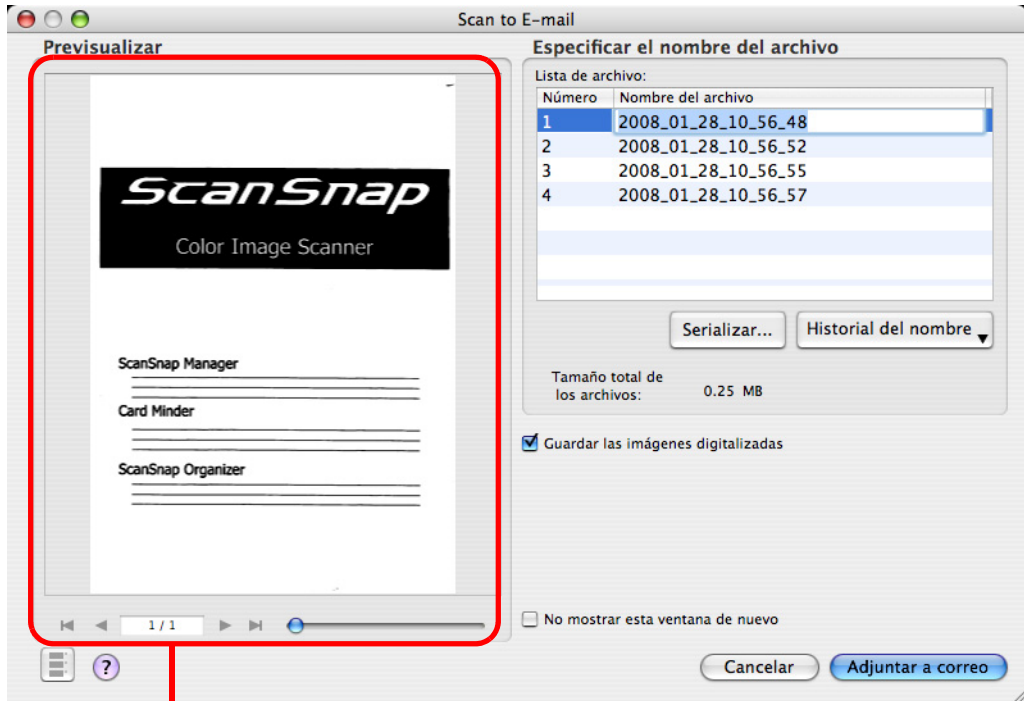 Scan to E-mail
Previsualizar
ScanSnap
Color Image Scanner
ScanSnap Manager
Card Minder
ScanSnap Organizer
1 / 1
?
Especificar el nombre del archivo
Lista de archivo:
Número Nombre del archivo
1 2008_01_28_10_56_48
2 2008_01_28_10_56_52
3 2008_01_28_10_56_55
4 2008_01_28_10_56_57
Serializar... Historial del nombre
Tamaño total de
los archivos: 0.25 MB
Guardar las imágenes digitalizadas
No mostrar esta ventana de nuevo
Cancelar Adjuntar a correo